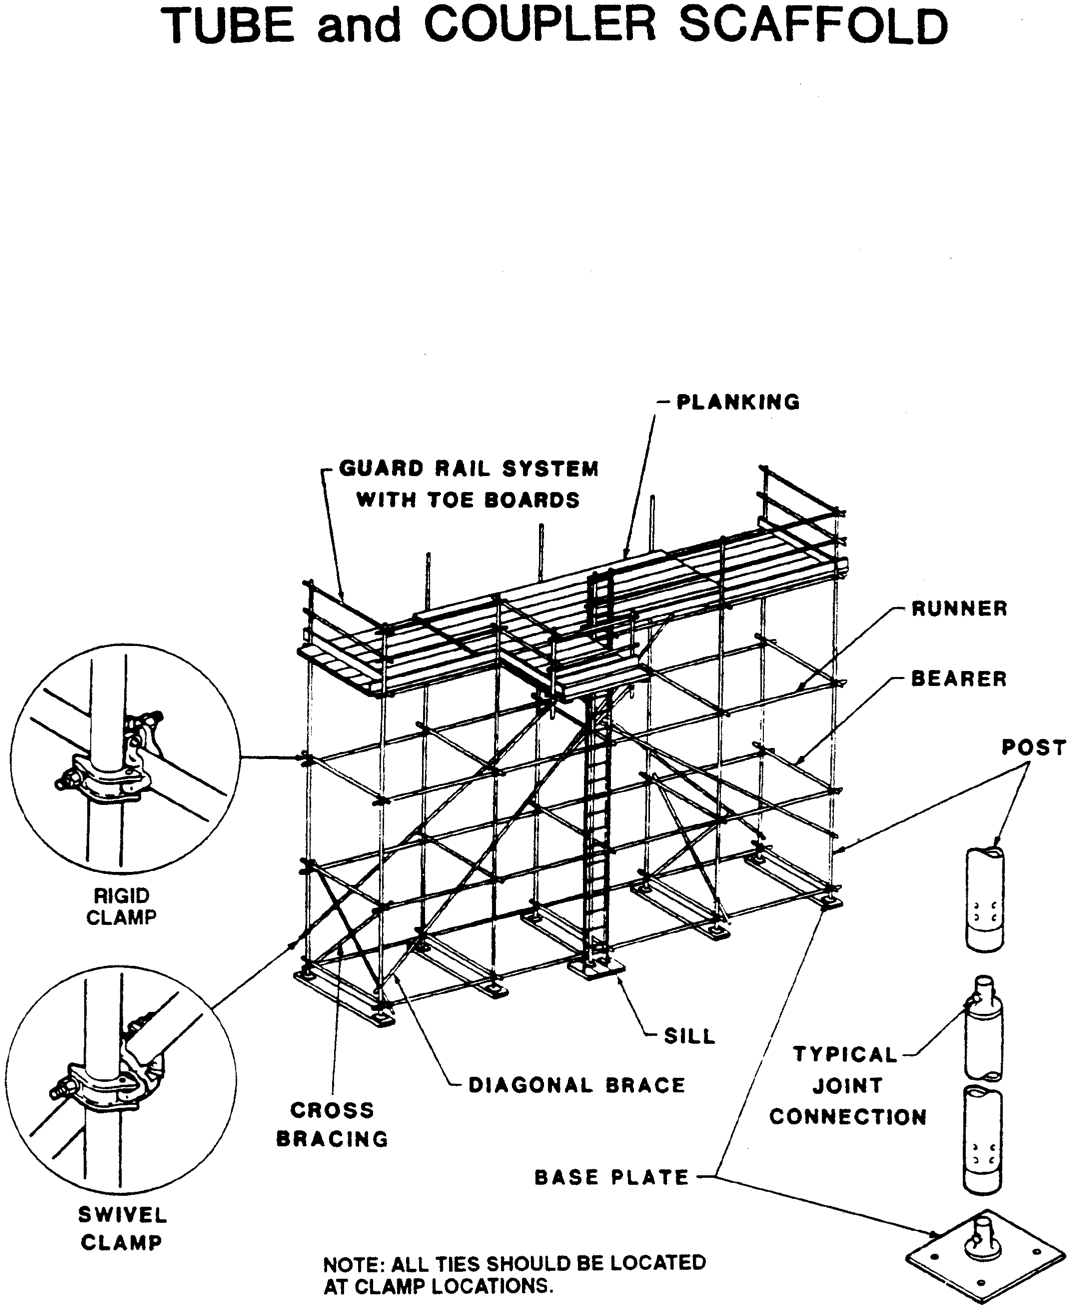 TUBE and COUPLER SCAFFOLD
PLANKING
GUARD RAIL SYSTEM
WITH TOE BOARDS
RUNNER
BEARER
POST
RIGID
CLAMP
SILL
TYPICAL
JOINT
CONNECTION
DIAGONAL BRACE
CROSS
BRACING
BASE PLATE
SWIVEL
CLAMP
NOTE: ALL TIES SHOULD BE LOCATED
AT CLAMP LOCATIONS.